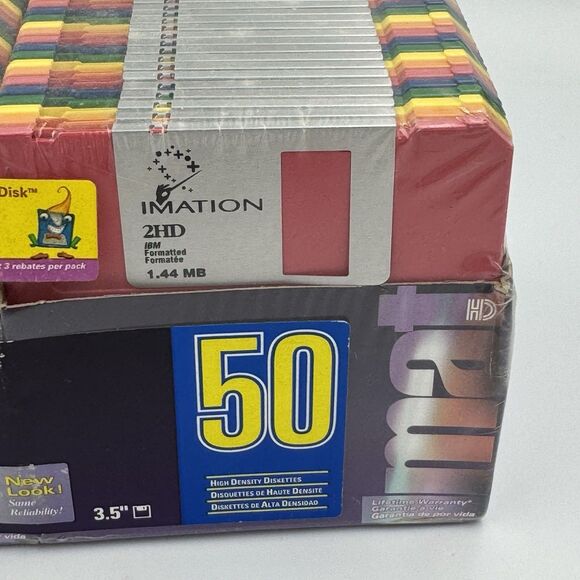 Disk™
3 rebates per pack
IMATION
2HD
IBM
Formatted
Formatée
1.44 MB
HD
mat
50
HIGH DENSITY DISKETTES
DISQUETTES DE HAUTE DENSITE
DISKETTES DE ALTA DENSIDAD
New
Look!
Same
Reliability!
3.5"
Lifetime Warranty*
Garantie à vie
Garantía de por vida
por vida